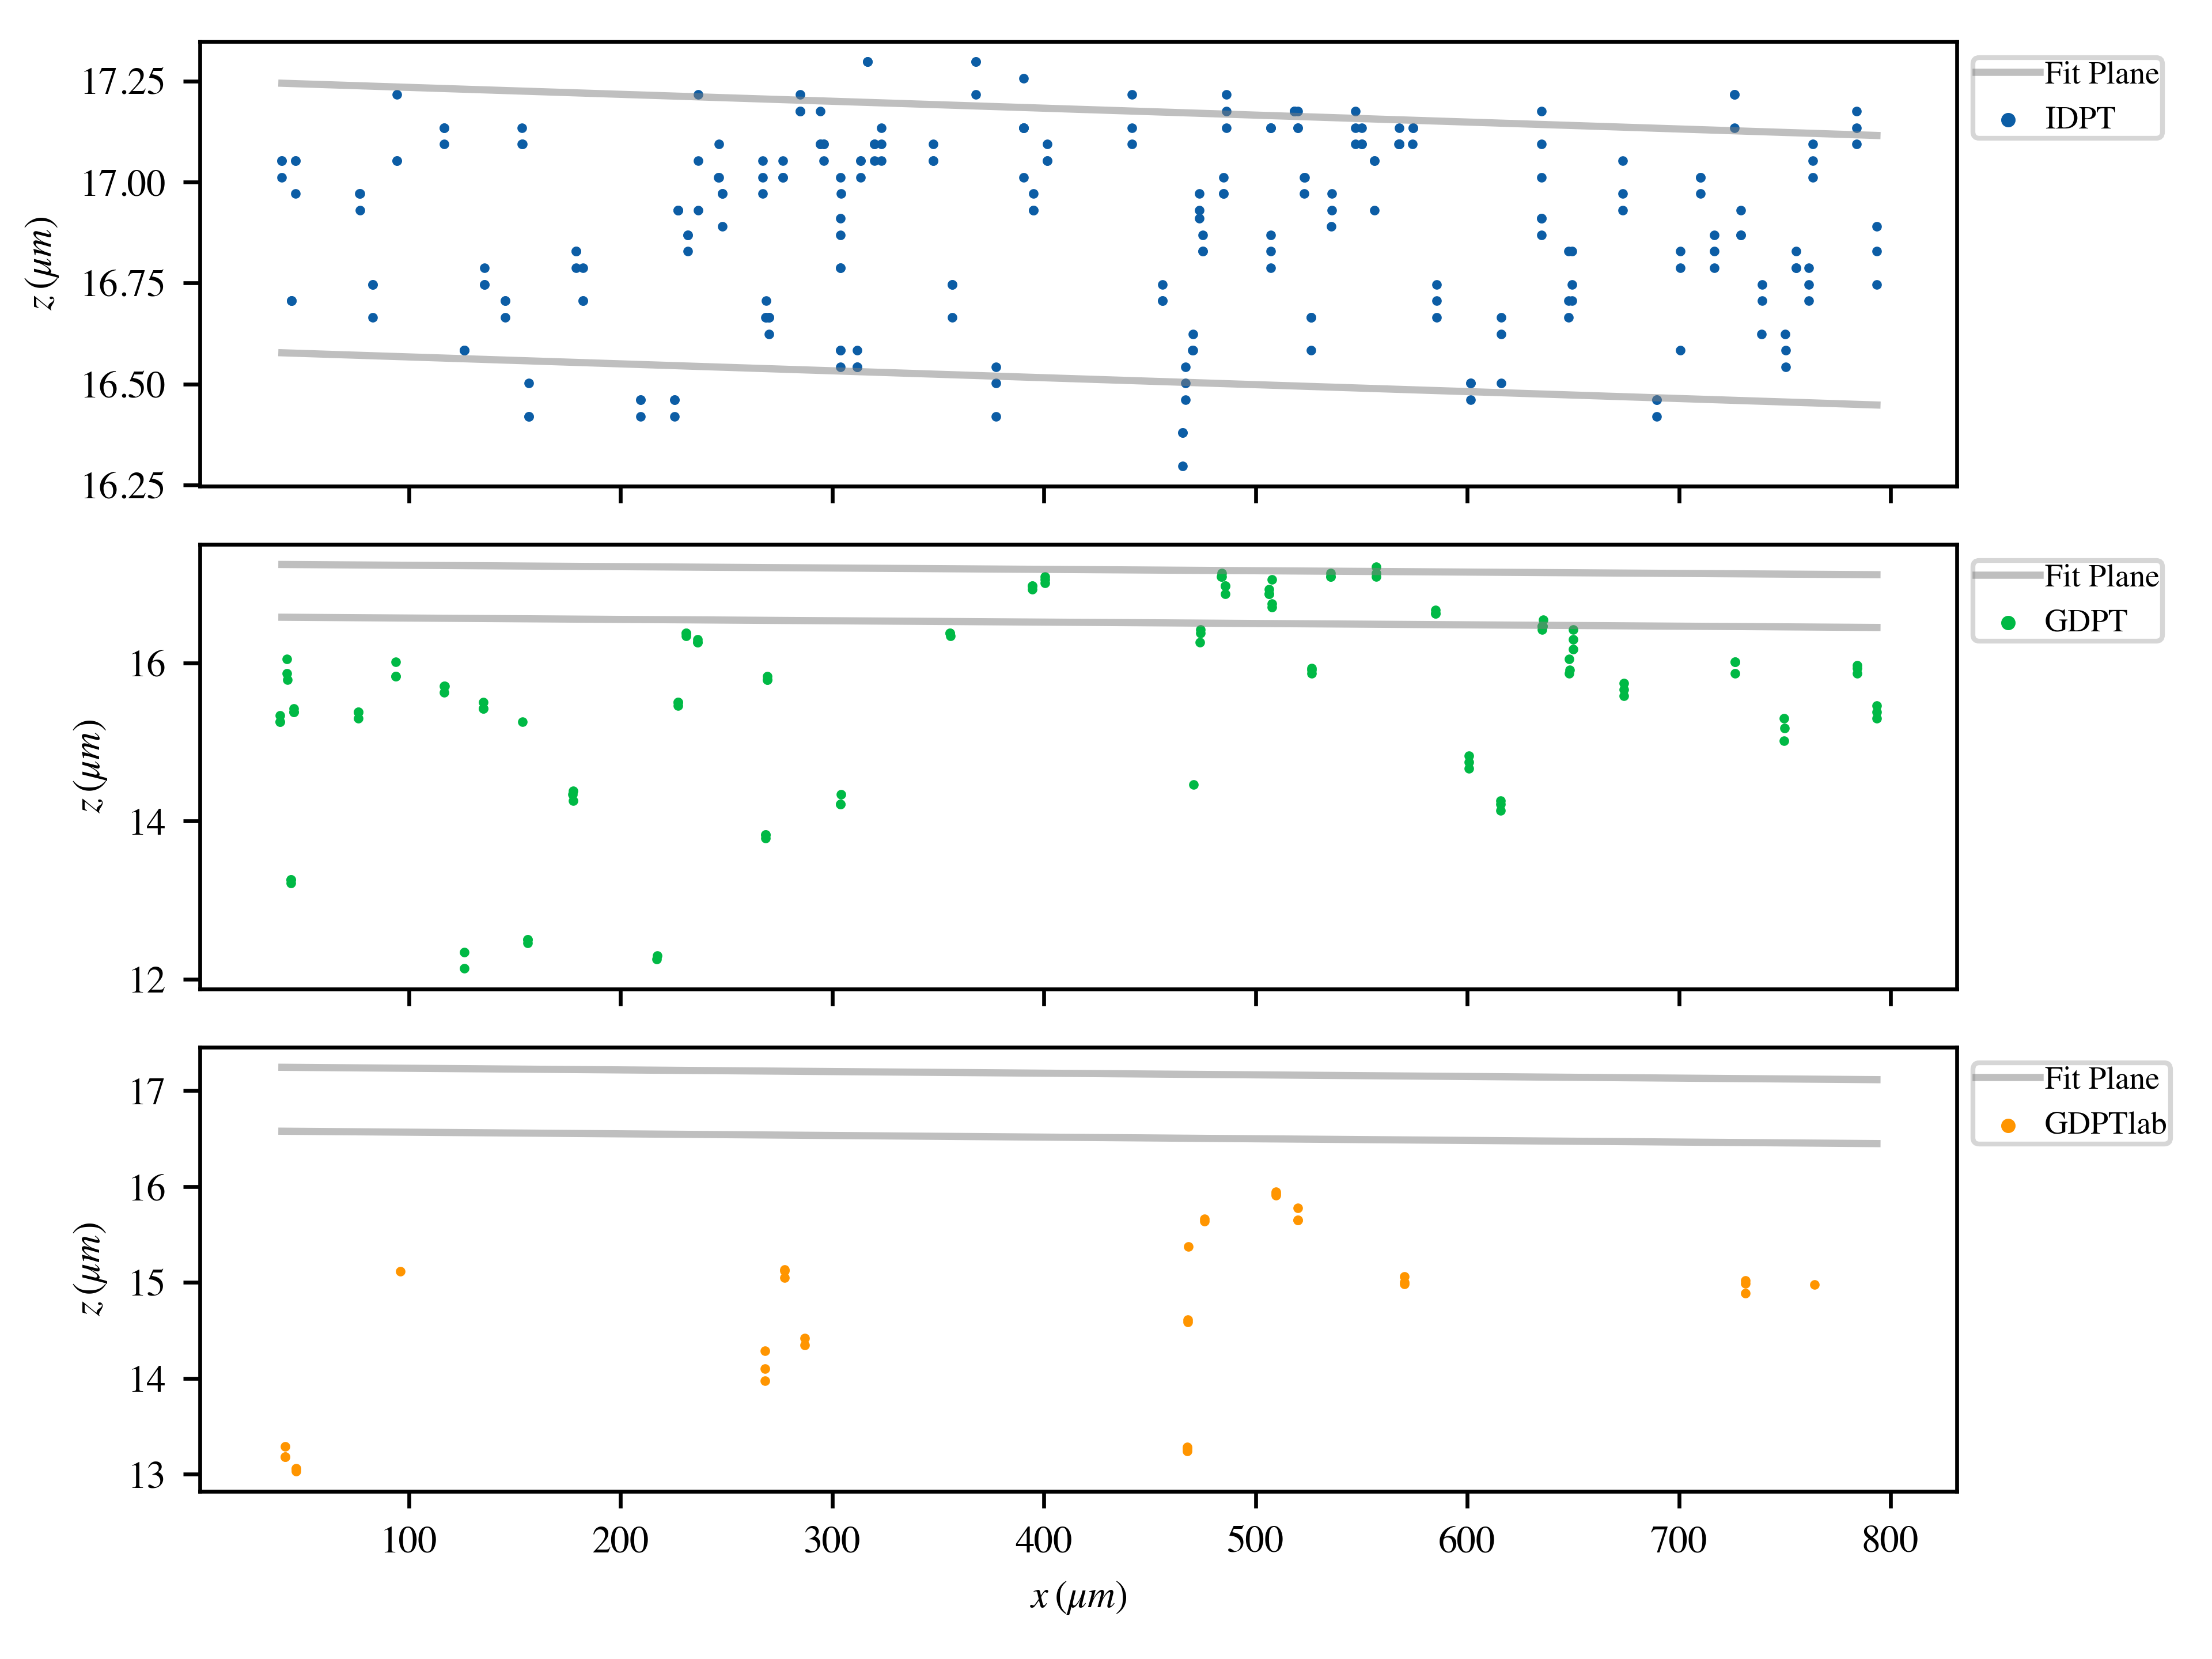 17.25
17.00
16.75
16.50
16.25
z (μm)
Fit Plane
IDPT
16
14
12
z (μm)
Fit Plane
GDPT
17
16
15
14
13
z (μm)
Fit Plane
GDPTlab
100 200 300 400 500 600 700 800
x (μm)